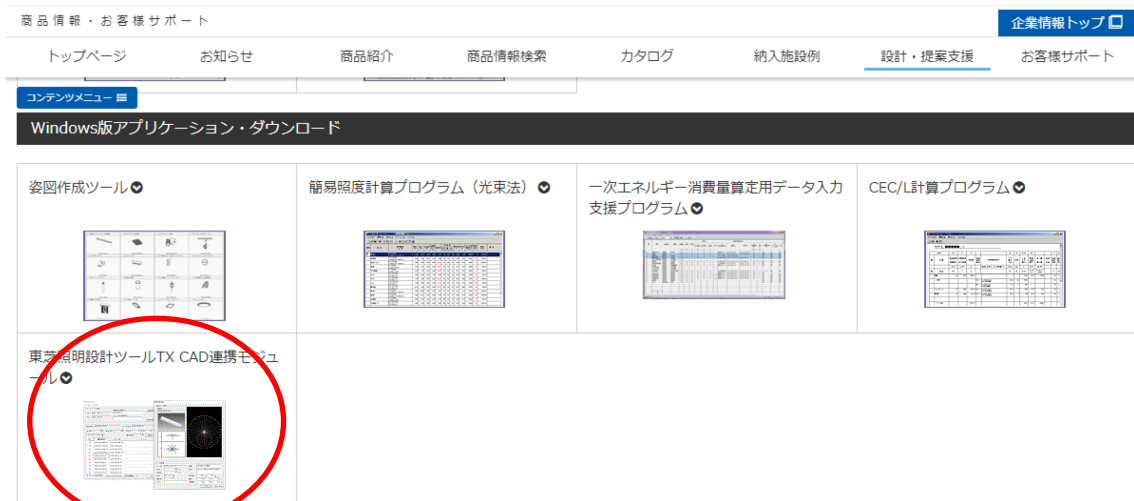 商品情報・お客様サポート
企業情報トップ
トップページ
お知らせ
商品紹介
商品情報検索
カタログ
納入施設例
設計・提案支援
お客様サポート
コンテンツメニュー
Windows版アプリケーション・ダウンロード
姿図作成ツール
簡易照度計算プログラム（光束法）
一次エネルギー消費量算定用データ入力
支援プログラム
CEC/L計算プログラム
東芝照明設計ツールTX CAD連携モジュ
ール